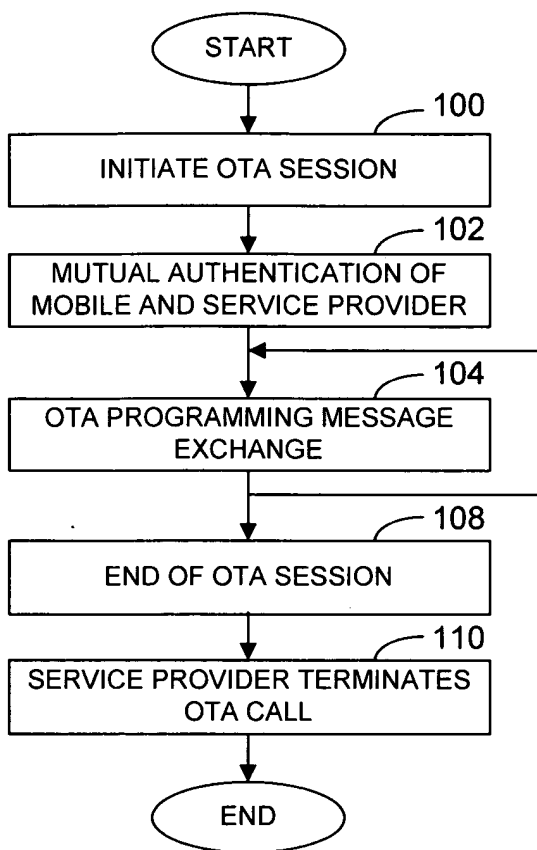 START
100
INITIATE OTA SESSION
102
MUTUAL AUTHENTICATION OF
MOBILE AND SERVICE PROVIDER
104
OTA PROGRAMMING MESSAGE
EXCHANGE
108
END OF OTA SESSION
110
SERVICE PROVIDER TERMINATES
OTA CALL
END